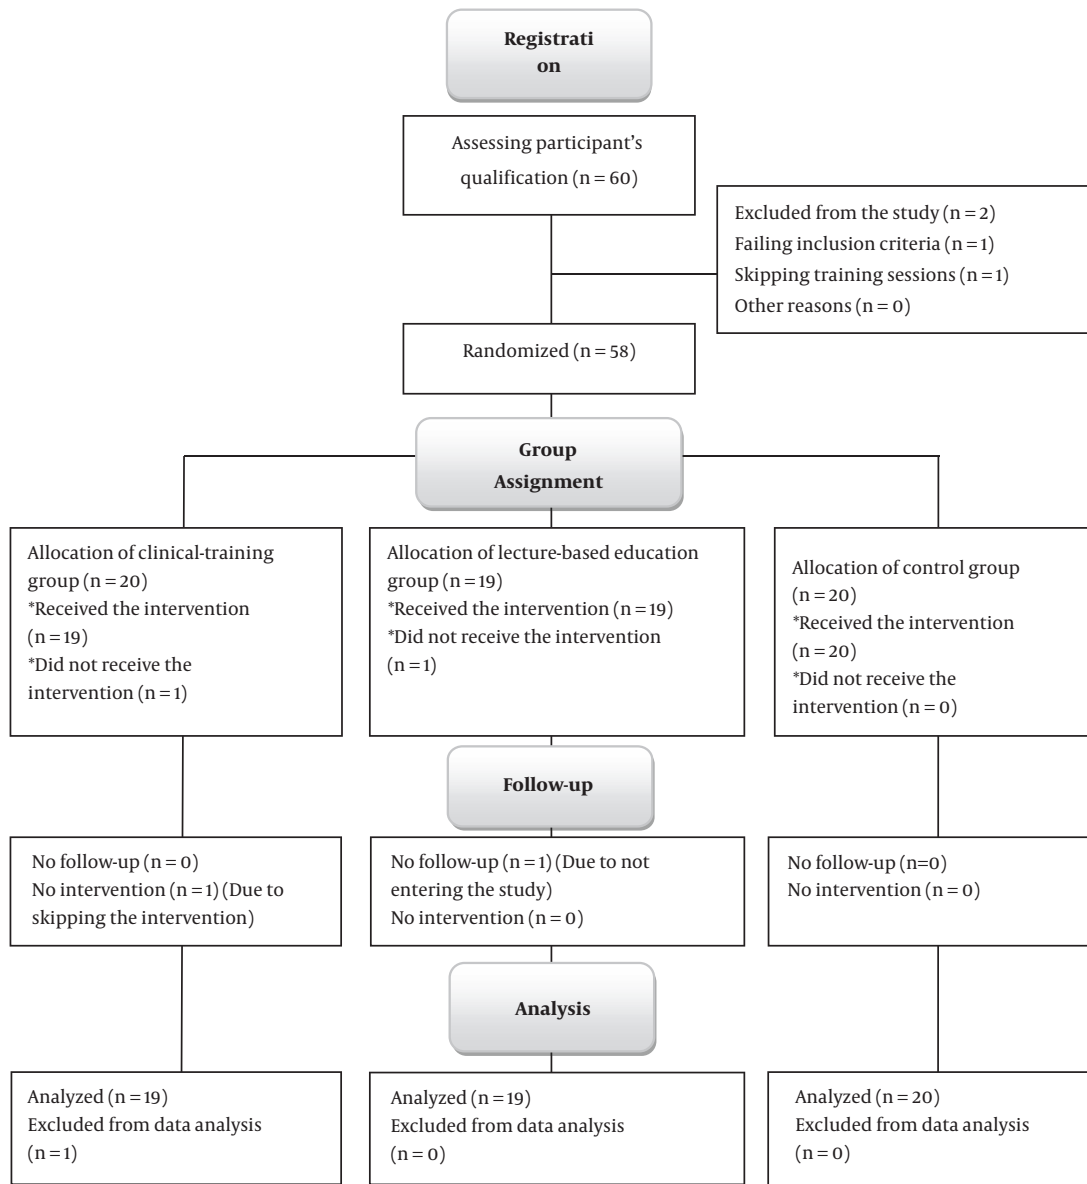 Registrati
on
Assessing participant's
qualification (n = 60)
Excluded from the study (n = 2)
Failing inclusion criteria (n = 1)
Skipping training sessions (n = 1)
Other reasons (n = 0)
Randomized (n = 58)
Group
Assignment
Allocation of clinical-training
group (n = 20)
*Received the intervention
(n = 19)
*Did not receive the
intervention (n = 1)
Allocation of lecture-based education
group (n = 19)
*Received the intervention (n = 19)
*Did not receive the intervention
(n = 1)
Allocation of control group
(n = 20)
*Received the intervention
(n = 20)
*Did not receive the
intervention (n = 0)
Follow-up
No follow-up (n = 0)
No intervention (n = 1) (Due to
skipping the intervention)
No follow-up (n = 1) (Due to not
entering the study)
No intervention (n = 0)
No follow-up (n=0)
No intervention (n = 0)
Analysis
Analyzed (n = 19)
Excluded from data analysis
(n = 1)
Analyzed (n = 19)
Excluded from data analysis
(n = 0)
Analyzed (n = 20)
Excluded from data analysis
(n = 0)